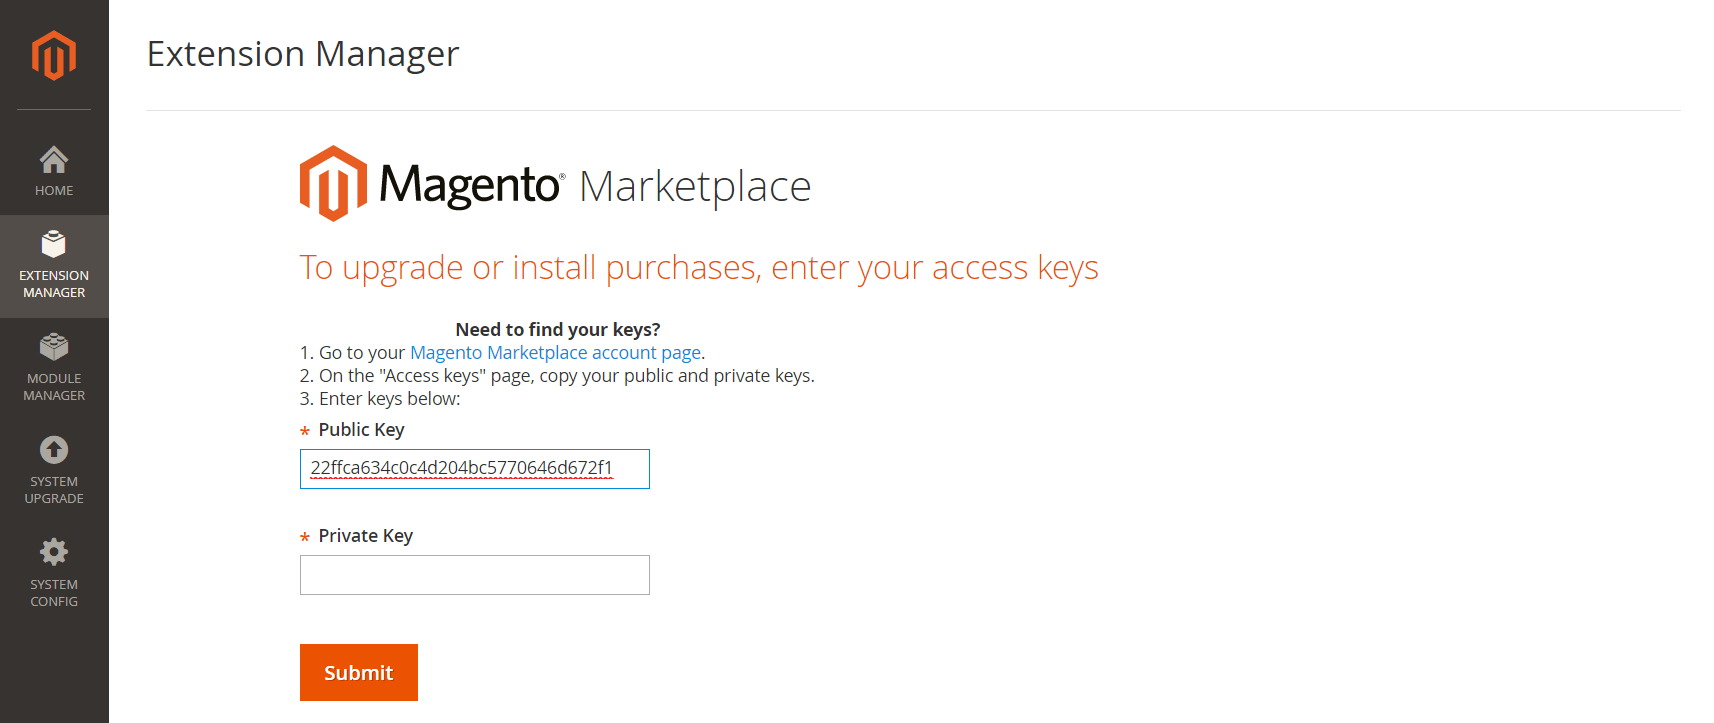 Extension Manager
HOME
EXTENSION
MANAGER
MODULE
MANAGER
SYSTEM
UPGRADE
SYSTEM
CONFIG
Magento® Marketplace
To upgrade or install purchases, enter your access keys
Need to find your keys?
1. Go to your Magento Marketplace account page.
2. On the "Access keys" page, copy your public and private keys.
3. Enter keys below:
* Public Key
22ffca634c0c4d204bc5770646d672f1
* Private Key
Submit